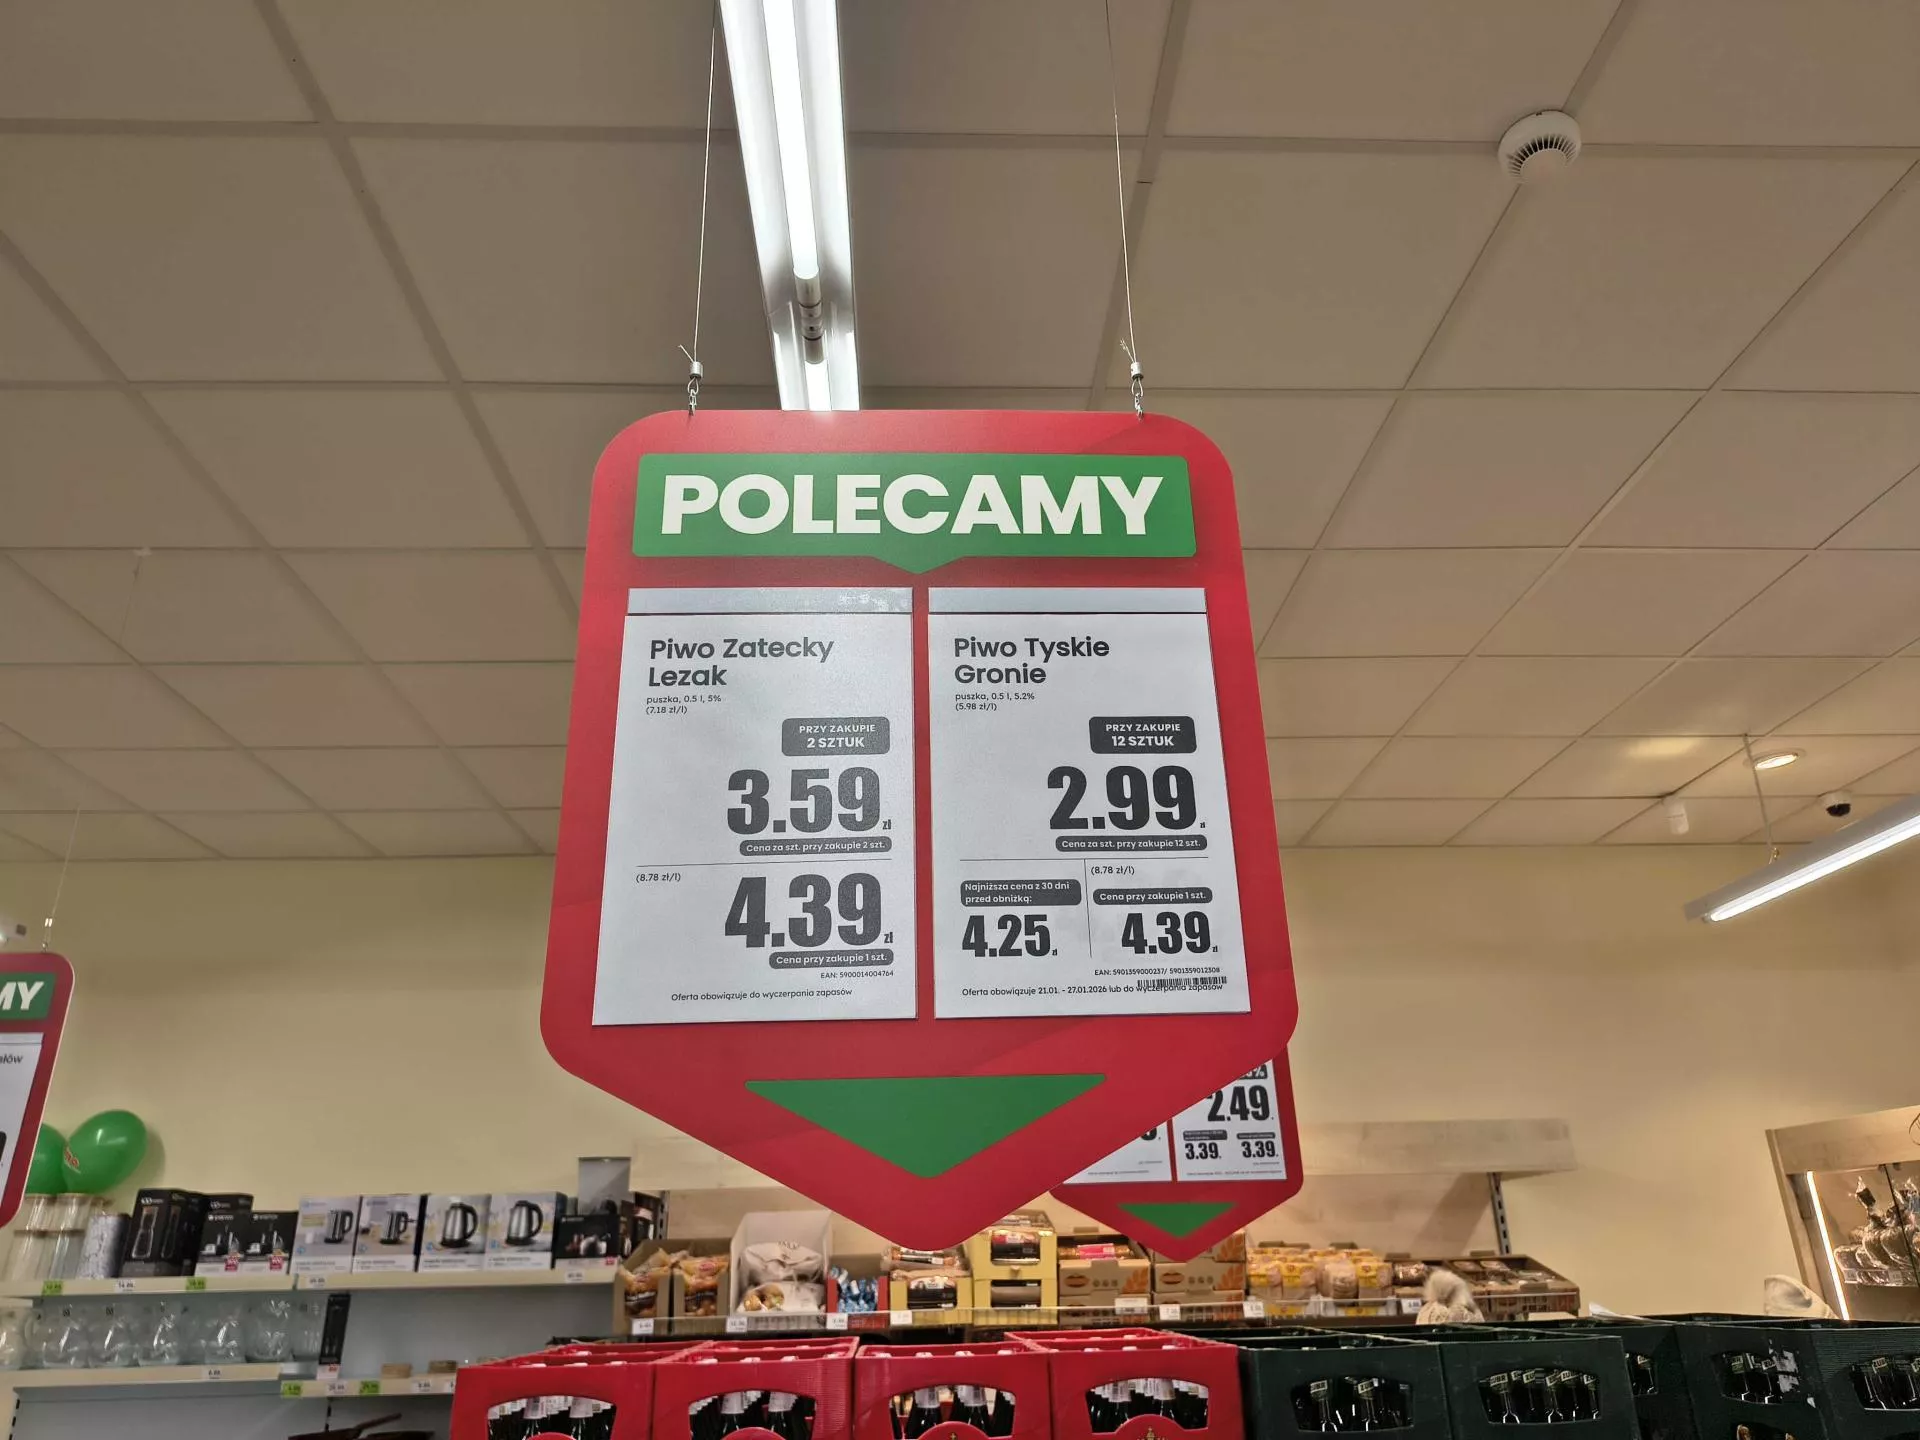 POLECAMY
Piwo Zatecky
Lezak
puszka, 0.5 l, 5%
(7.18 zł/l)
PRZY ZAKUPIE
2 SZTUK
3.59 zł
Cena za szt. przy zakupie 2 szt.
(8.78 zł/l)
4.39 zł
Cena przy zakupie 1 szt.
EAN: 5900014004764
Oferta obowiązuje do wyczerpania zapasów
Piwo Tyskie
Gronie
puszka, 0.5 l, 5.2%
(5.98 zł/l)
PRZY ZAKUPIE
12 SZTUK
2.99 zł
Cena za szt. przy zakupie 12 szt.
Najniższa cena z 30 dni
przed obniżką:
4.25 zł
(8.78 zł/l)
Cena przy zakupie 1 szt.
4.39 zł
EAN: 5901359000237/ 5901359012308
Oferta obowiązuje 21.01. - 27.01.2026 lub do wyczerpania zapasów
MY
2.49
3.39
3.39